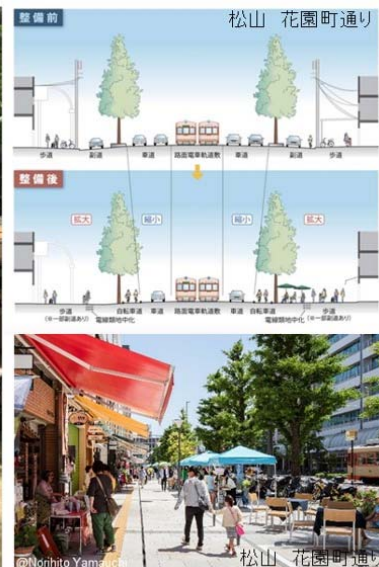 整備前
松山 花園町通り
歩道 副道 車道 路面電車軌道敷 車道 副道 歩道
整備後
拡大 縮小 縮小 拡大
歩道 自転車道 車道 路面電車軌道敷 車道 自転車道 歩道
(※一部副道あり) 電線類地中化 電線類地中化 (※一部副道あり)
@Norihito Yamauchi
松山 花園町通り